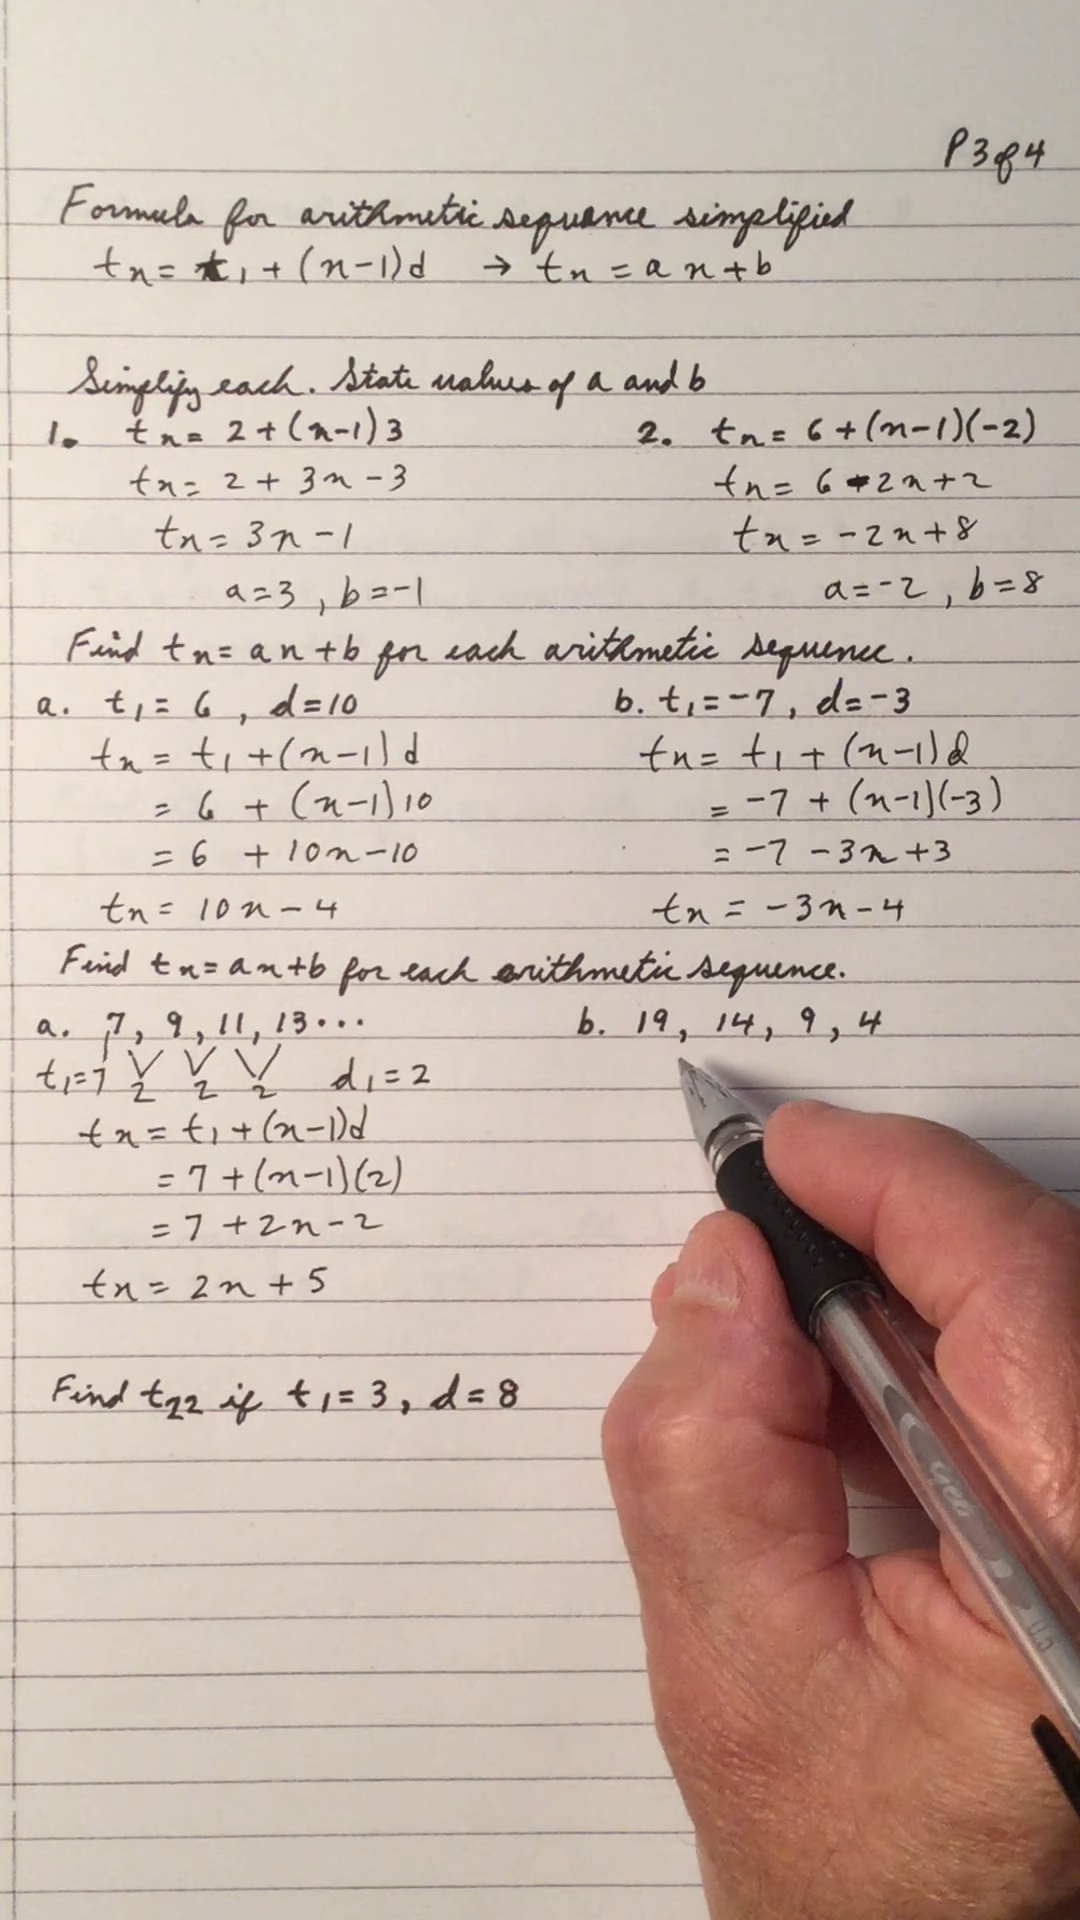 P 3 of 4
Formula for arithmetic sequence simplified
tn = t1 + (n-1)d → tn = an+b
Simplify each. State values of a and b
1. tn = 2+(n-1)3
tn = 2 + 3n - 3
tn = 3n - 1
a=3, b=-1
2. tn = 6+(n-1)(-2)
tn = 6 - 2n+2
tn = -2n+8
a=-2, b=8
Find tn = an+b for each arithmetic sequence.
a. t1 = 6, d=10
tn = t1 +(n-1)d
= 6 + (n-1)10
= 6 + 10n-10
tn = 10n - 4
b. t1 = -7, d=-3
tn = t1 + (n-1)d
= -7 + (n-1)(-3)
= -7 - 3n+3
tn = -3n-4
Find tn = an+b for each arithmetic sequence.
a. 7, 9, 11, 13...
t1=7 2 2 2 d1 = 2
tn = t1 +(n-1)d
= 7 +(n-1)(2)
= 7 + 2n - 2
tn = 2n + 5
b. 19, 14, 9, 4
Find t22 if t1 = 3, d = 8